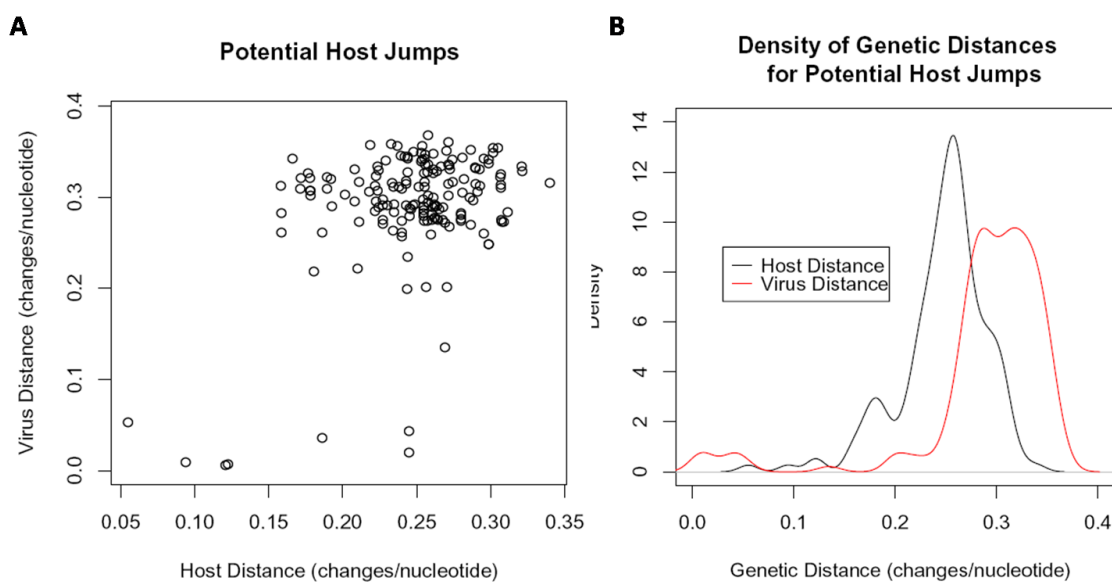 A
Potential Host Jumps
Virus Distance (changes/nucleotide)
0.4
0.3
0.2
0.1
0.0
0.05 0.10 0.15 0.20 0.25 0.30 0.35
Host Distance (changes/nucleotide)
B
Density of Genetic Distances
for Potential Host Jumps
Density
14
12
10
8
6
4
2
0
Host Distance
Virus Distance
0.0 0.1 0.2 0.3 0.4
Genetic Distance (changes/nucleotide)